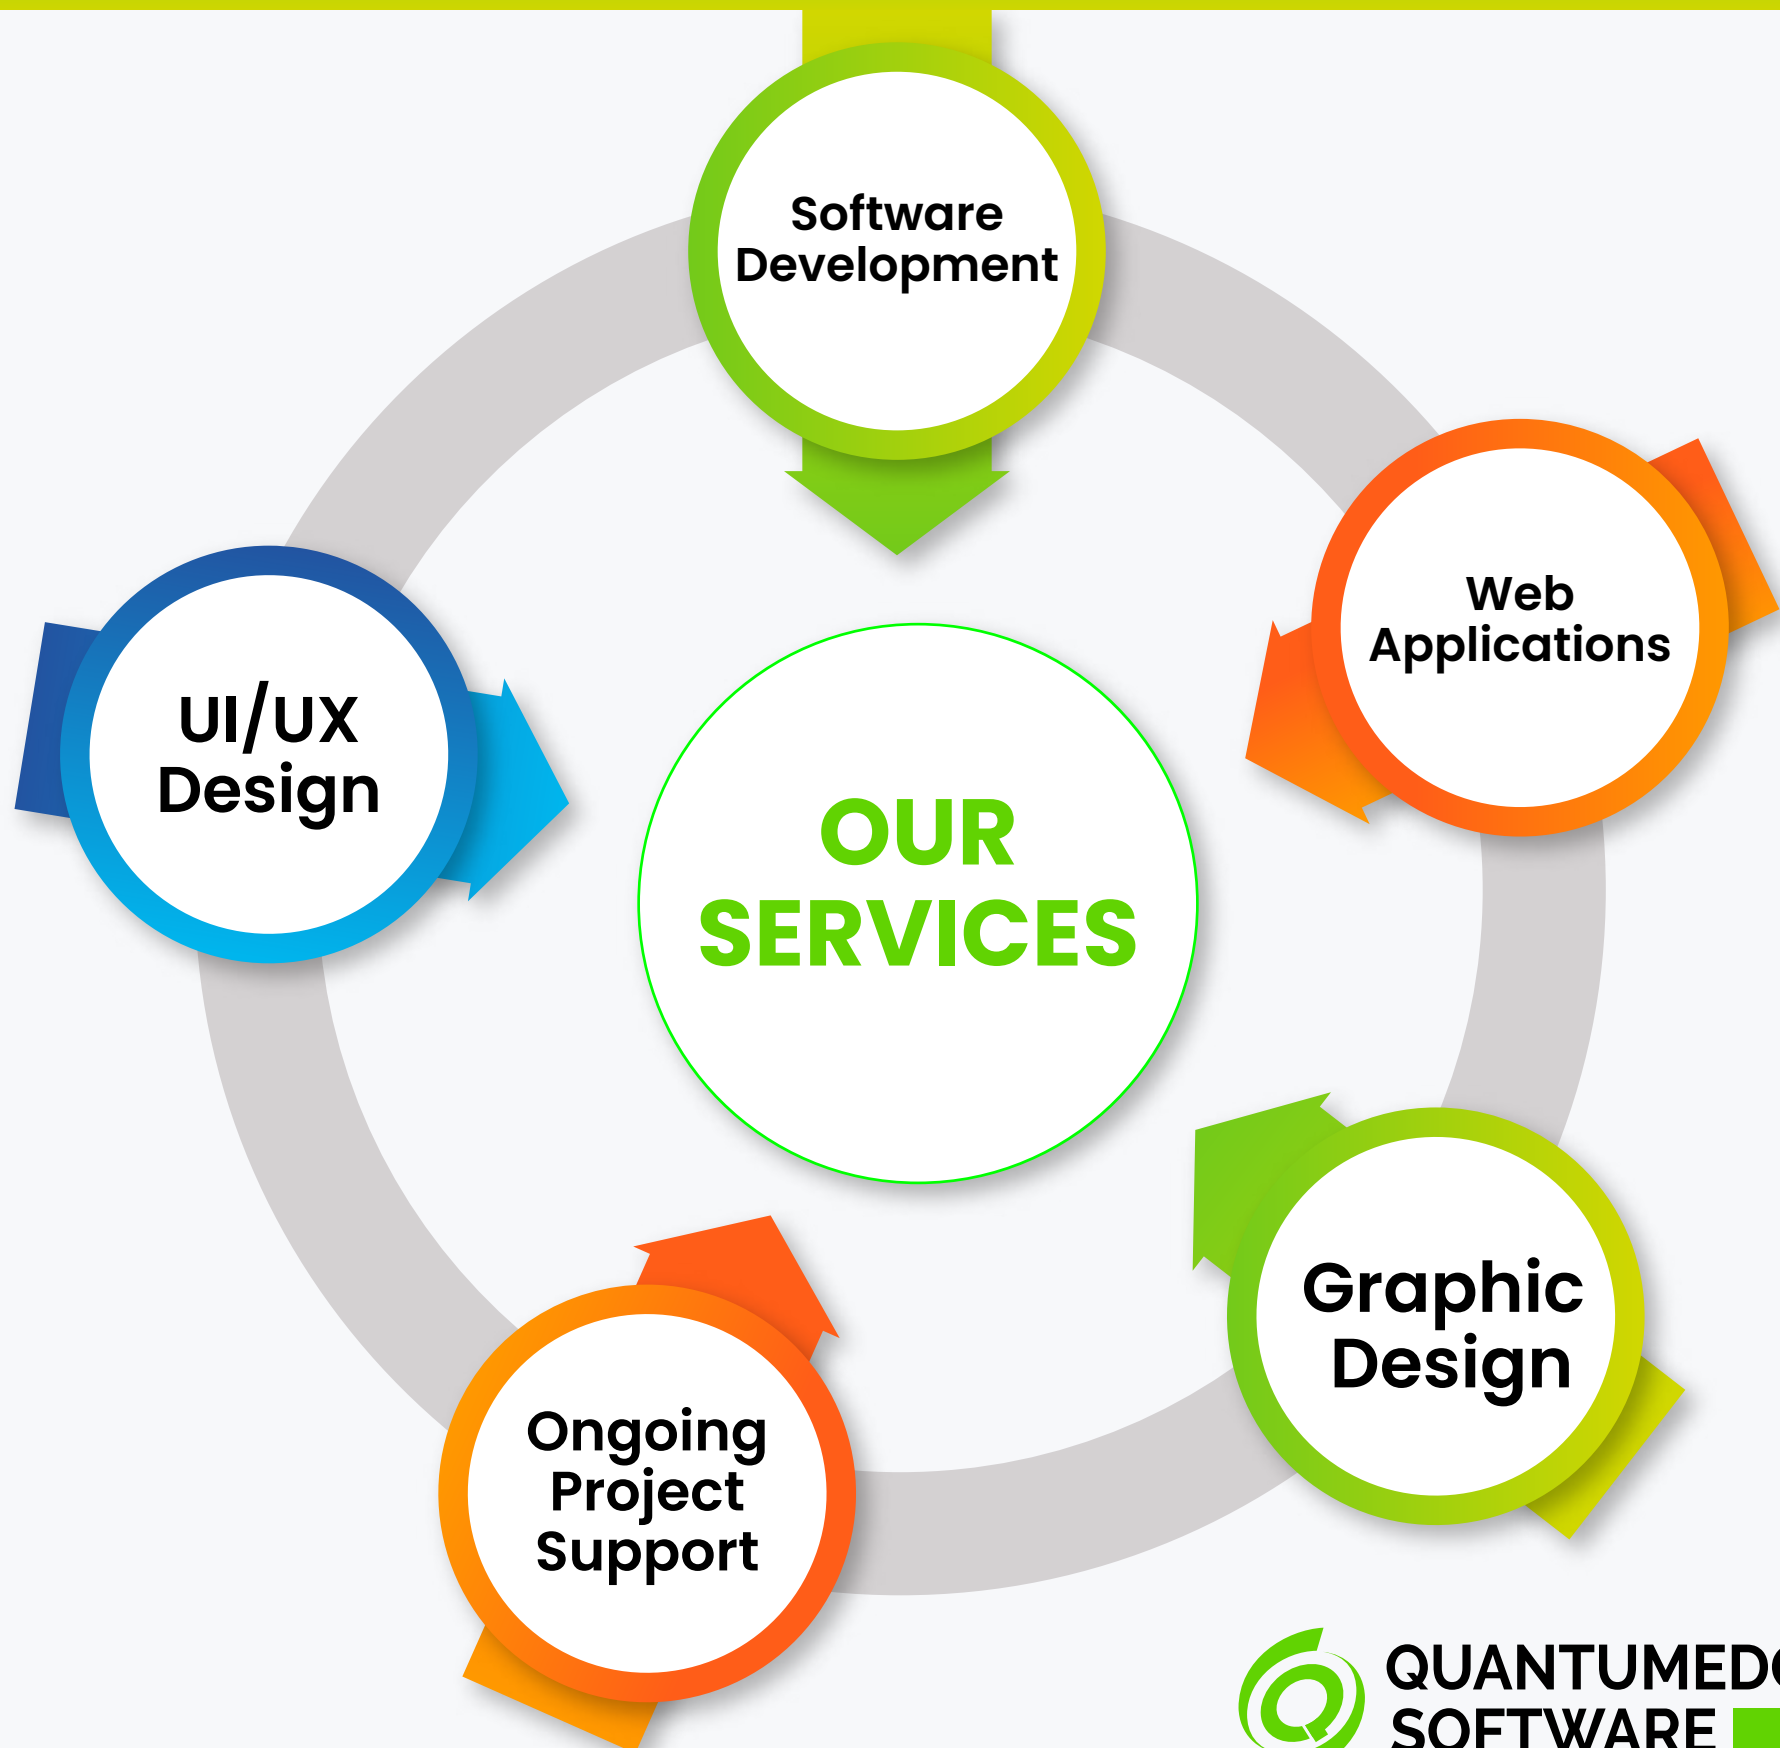 Software
Development
Web
Applications
UI/UX
Design
OUR
SERVICES
Graphic
Design
Ongoing
Project
Support
SOFTWARE